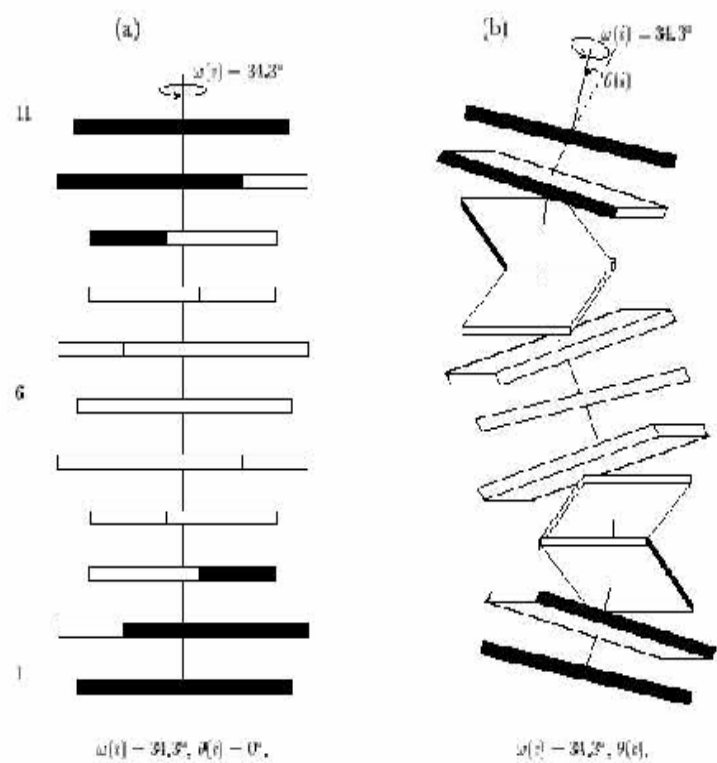 (a)
(b)
ω(i) = 34.3°
ω(i) = 34.3°
θ(i)
11
6
1
ω(i) = 34.3°, θ(i) = 0°.
ω(i) = 34.3°, θ(i).